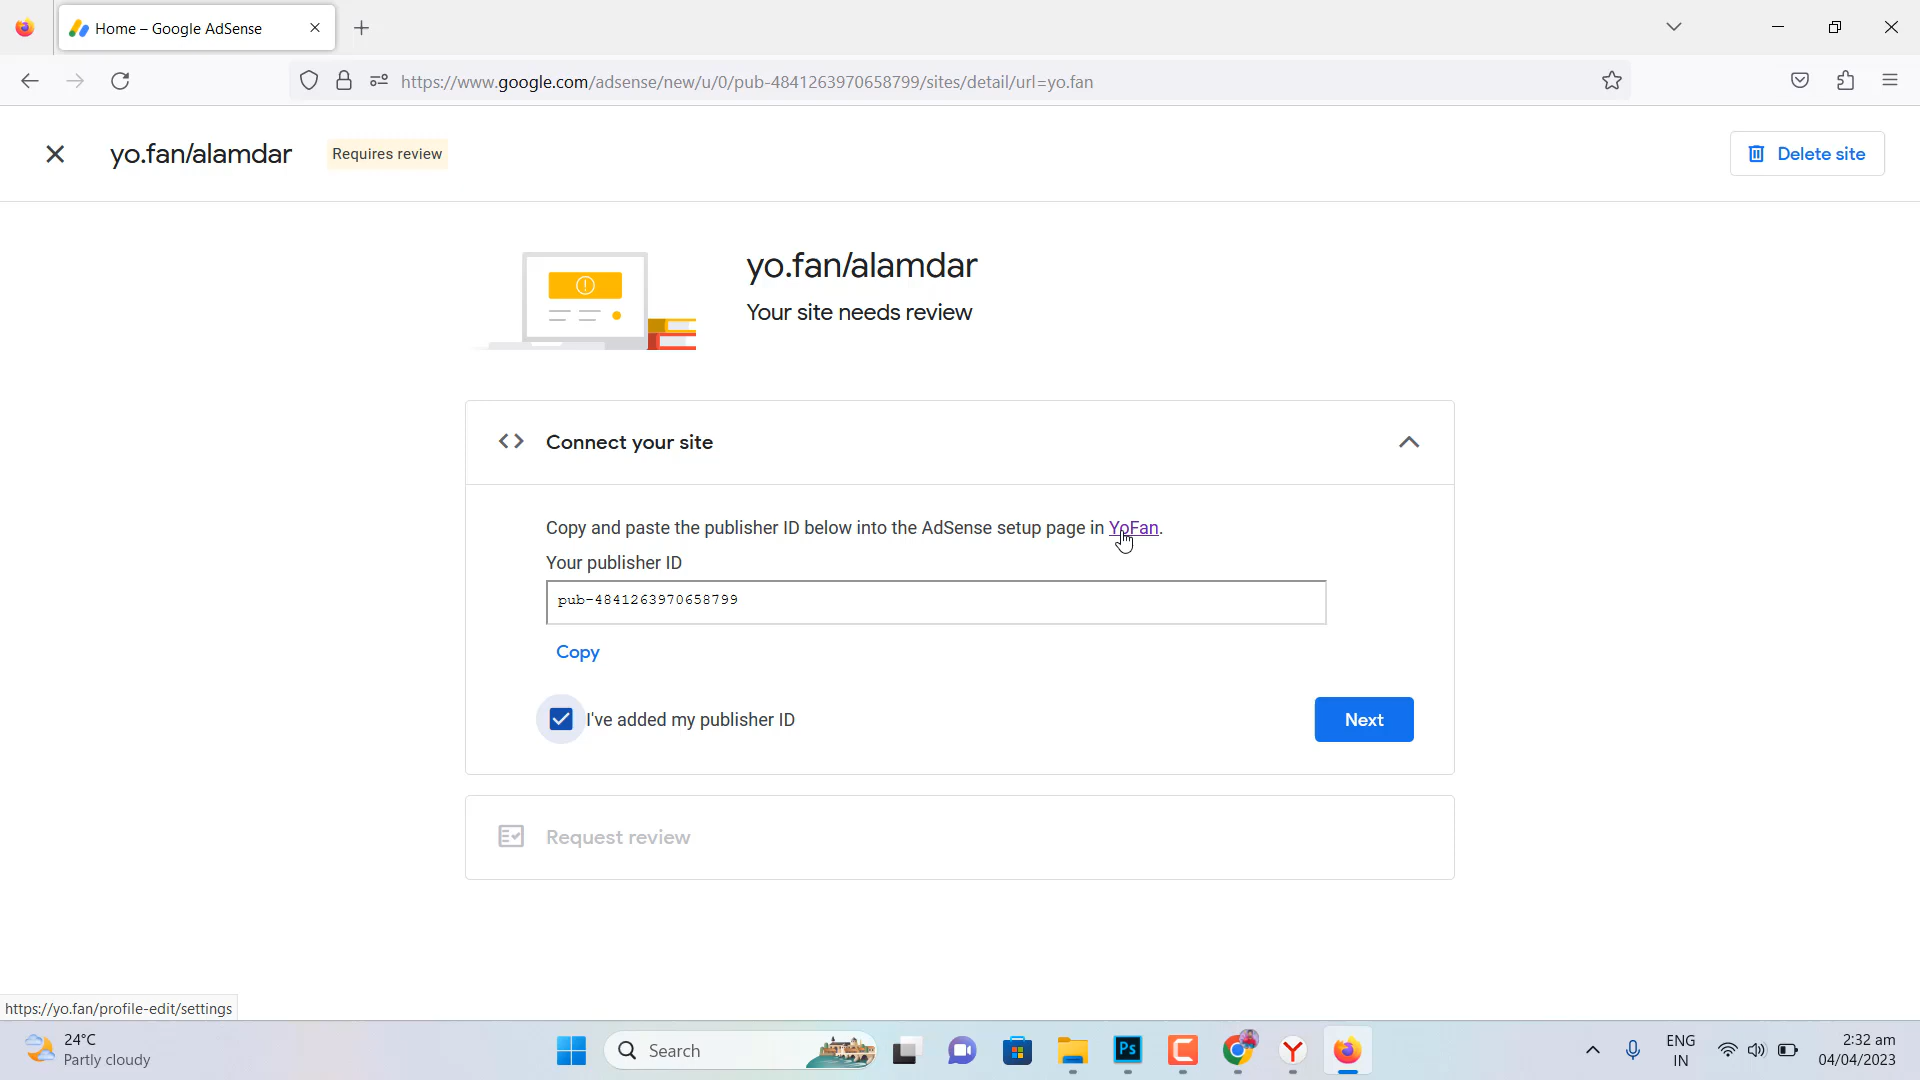 Home – Google AdSense
https://www.google.com/adsense/new/u/0/pub-4841263970658799/sites/detail/url=yo.fan
yo.fan/alamdar
Requires review
Delete site
yo.fan/alamdar
Your site needs review
Connect your site
Copy and paste the publisher ID below into the AdSense setup page in YoFan.
Your publisher ID
pub-4841263970658799
Copy
I've added my publisher ID
Next
Request review
https://yo.fan/profile-edit/settings
24°C
Partly cloudy
Search
Ps
ENG
IN
2:32 am
04/04/2023